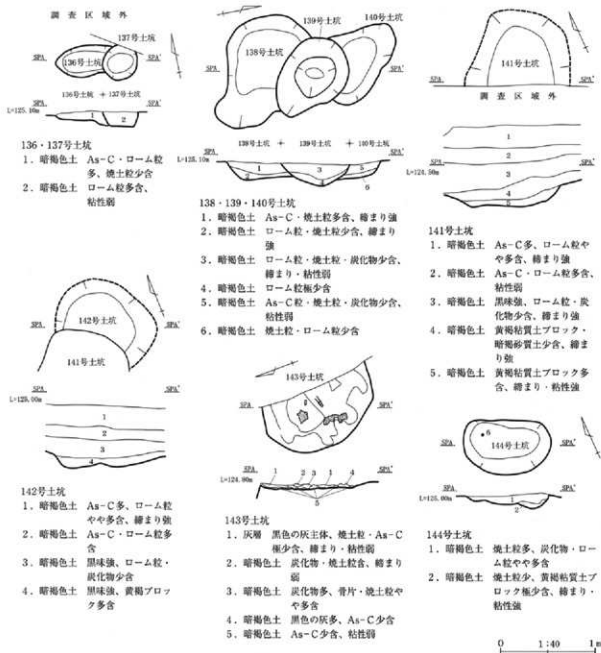 調査区域外
137号土坑
SPA
136号土坑
SPA'
136号土坑 + 137号土坑
L=125.10m
1
2
136・137号土坑
1. 暗褐色土 As-C・ローム粒
多、焼土粒少含
2. 暗褐色土 ローム粒多含、
粘性弱
139号土坑
140号土坑
138号土坑
SPA
SPA'
138号土坑 + 139号土坑 + 140号土坑
L=125.10m
1
2
3
4
5
6
138・139・140号土坑
1. 暗褐色土 As-C・焼土粒多含、締まり強
2. 暗褐色土 ローム粒・焼土粒少含、締まり
強
3. 暗褐色土 ローム粒・焼土粒・炭化物少含、
締まり・粘性弱
4. 暗褐色土 ローム粒極少含
5. 暗褐色土 As-C粒・焼土粒・炭化物少含、
粘性弱
6. 暗褐色土 焼土粒・ローム粒少含
141号土坑
SPA
SPA'
調査区域外
1
2
3
L=124.50m
4
5
141号土坑
1. 暗褐色土 As-C多、ローム粒や
や多含、締まり強
2. 暗褐色土 As-C・ローム粒多含、
粘性弱
3. 暗褐色土 黒味強、ローム粒・炭
化物少含、締まり強
4. 暗褐色土 黄褐粘質土ブロック・
暗褐砂質土少含、締ま
り強
5. 暗褐色土 黄褐粘質土ブロック多
含、締まり・粘性強
142号土坑
SPA
SPA'
141号土坑
SPA
SPA'
L=125.00m
1
2
3
4
142号土坑
1. 暗褐色土 As-C多、ローム粒
やや多含、締まり強
2. 暗褐色土 As-C・ローム粒多
含
3. 暗褐色土 黒味強、ローム粒・
炭化物少含
4. 暗褐色土 黒味強、黄褐ブロッ
ク多含
143号土坑
SPA
SPA'
SPA
SPA'
L=124.80m
1 2 3 1 4
5
143号土坑
1. 灰層 黒色の灰主体、焼土粒・As-C
極少含、締まり・粘性弱
2. 暗褐色土 炭化物・焼土粒含、締まり
弱
3. 暗褐色土 炭化物多、骨片・焼土粒や
や多含
4. 暗褐色土 黒色の灰多、As-C少含
5. 暗褐色土 As-C少含、粘性弱
SPA
6
SPA'
144号土坑
SPA
SPA'
L=125.00m
1
2
144号土坑
1. 暗褐色土 焼土粒多、炭化物・ロー
ム粒やや多含
2. 暗褐色土 焼土粒少、黄褐粘質土ブ
ロック極少含、締まり・
粘性強
0 1:40 1m